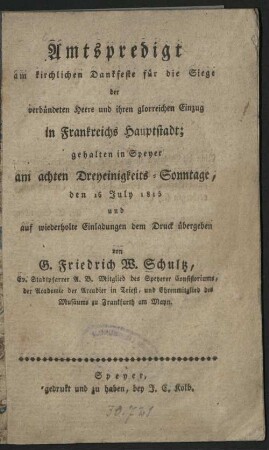 Amtspredigt
am kirchlichen Dankfeste für die Siege
der
verbündeten Heere und ihren glorreichen Einzug
in Frankreichs Hauptstadt;
gehalten in Speyer
am achten Dreyeinigkeits-Sonntage,
den 16 July 1815
und
auf wiederholte Einladungen dem Druck übergeben
von
G. Friedrich W. Schultz,
Ev. Stadtpfarrer A. B. Mitglied des Speyerer Consistoriums,
der Academie der Arcadier in Triest, und Ehrenmitglied des
Musäums zu Frankfurth am Mayn.
Speyer,
gedrukt und zu haben, bey J. C. Kolb.